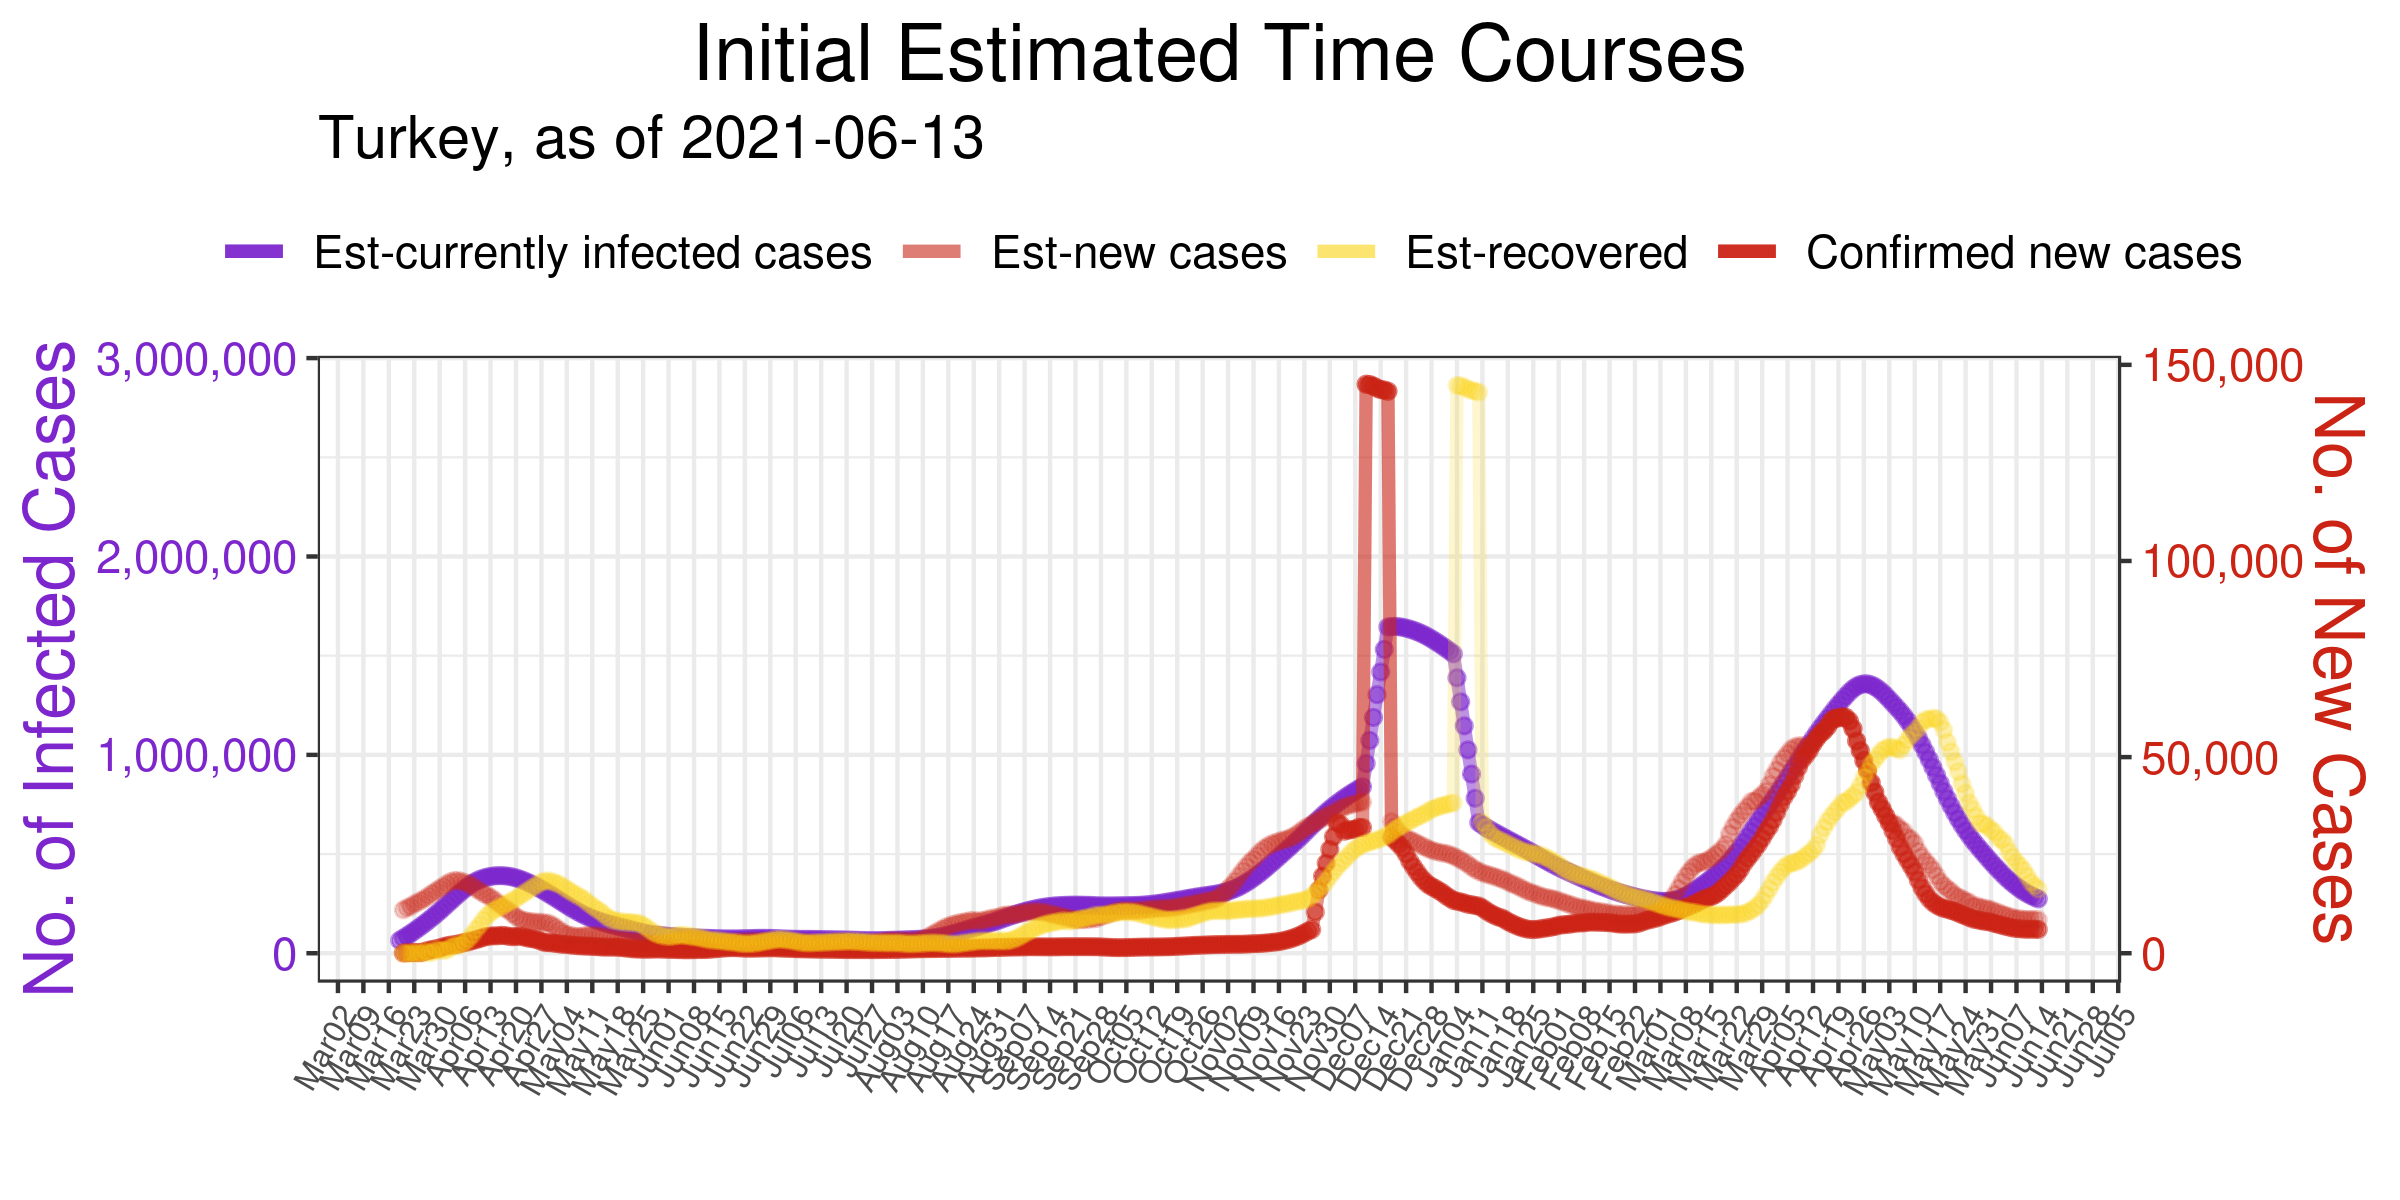 Initial Estimated Time Courses
Turkey, as of 2021-06-13
Est-currently infected cases
Est-new cases
Est-recovered
Confirmed new cases
No. of Infected Cases
3,000,000
2,000,000
1,000,000
0
150,000
100,000
50,000
0
No. of New Cases
Mar02
Mar09
Mar16
Mar23
Mar30
Apr06
Apr13
Apr20
Apr27
May04
May11
May18
May25
Jun01
Jun08
Jun15
Jun22
Jun29
Jul06
Jul13
Jul20
Jul27
Aug03
Aug10
Aug17
Aug24
Aug31
Sep07
Sep14
Sep21
Sep28
Oct05
Oct12
Oct19
Oct26
Nov02
Nov09
Nov16
Nov23
Nov30
Dec07
Dec14
Dec21
Dec28
Jan04
Jan11
Jan18
Jan25
Feb01
Feb08
Feb15
Feb22
Mar01
Mar08
Mar15
Mar22
Mar29
Apr05
Apr12
Apr19
Apr26
May03
May10
May17
May24
May31
Jun07
Jun14
Jun21
Jun28
Jul05